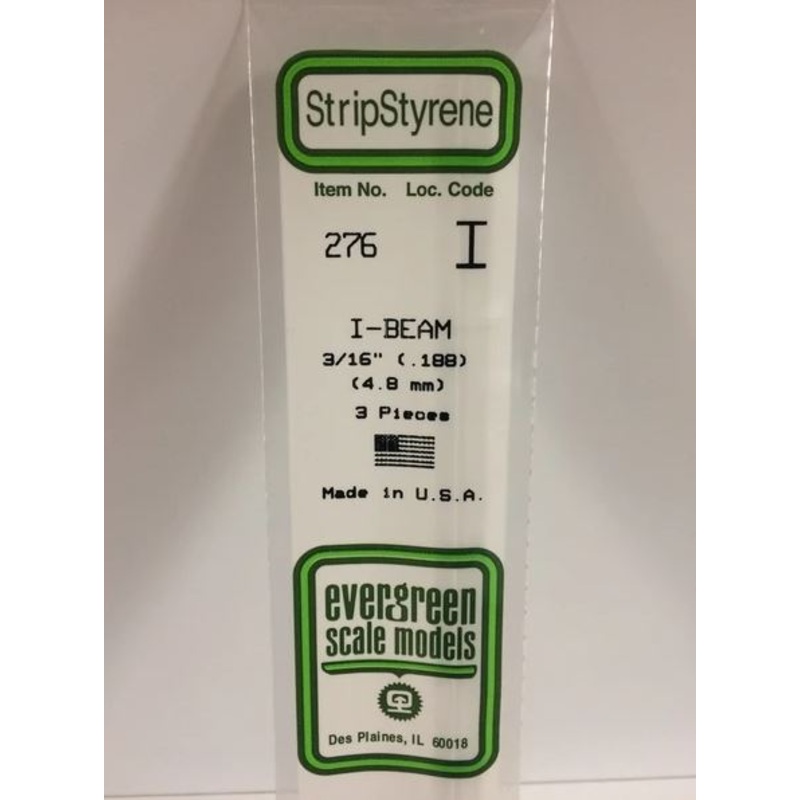 StripStyrene
Item No. Loc. Code
276 I
I-BEAM
3/16" (.188)
(4.8 mm)
3 Pieces
Made in U.S.A.
evergreen
scale models
Des Plaines, IL 60018